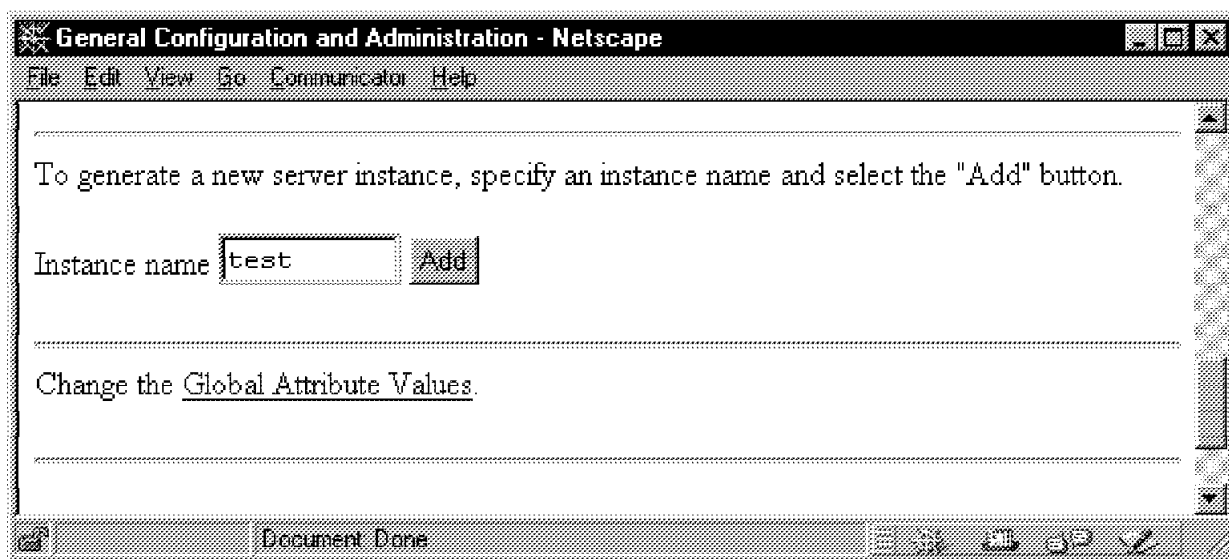 General Configuration and Administration - Netscape
File Edit View Go Communicator Help
To generate a new server instance, specify an instance name and select the "Add" button.
Instance name test Add
Change the Global Attribute Values.
Document: Done